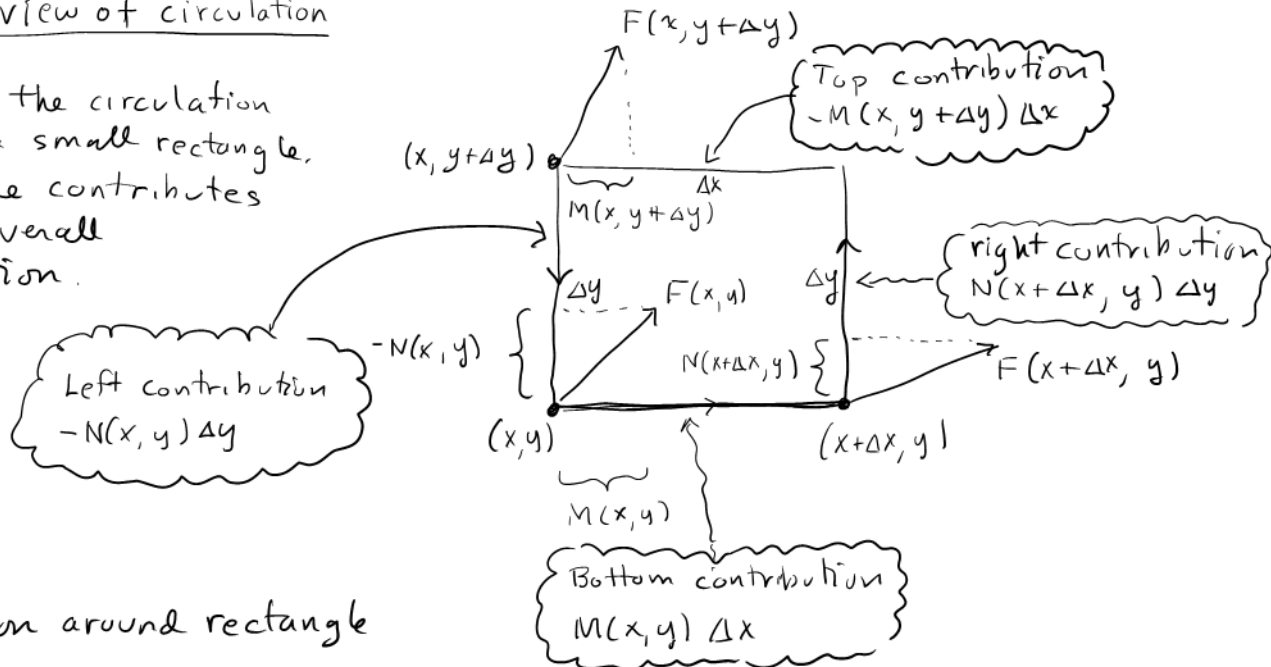 view of circulation
the circulation
small rectangle.
contributes
verall
ion.
F(x, y+Δy)
Top contribution
-M(x, y+Δy) Δx
(x, y+Δy)
Δx
M(x, y+Δy)
right contribution
N(x+Δx, y) Δy
Δy
F(x,y)
Δy
-N(x,y)
N(x+Δx,y)
F(x+Δx, y)
Left contribution
-N(x,y) Δy
(x,y)
(x+Δx, y)
M(x,y)
Bottom contribution
M(x,y) Δx
on around rectangle